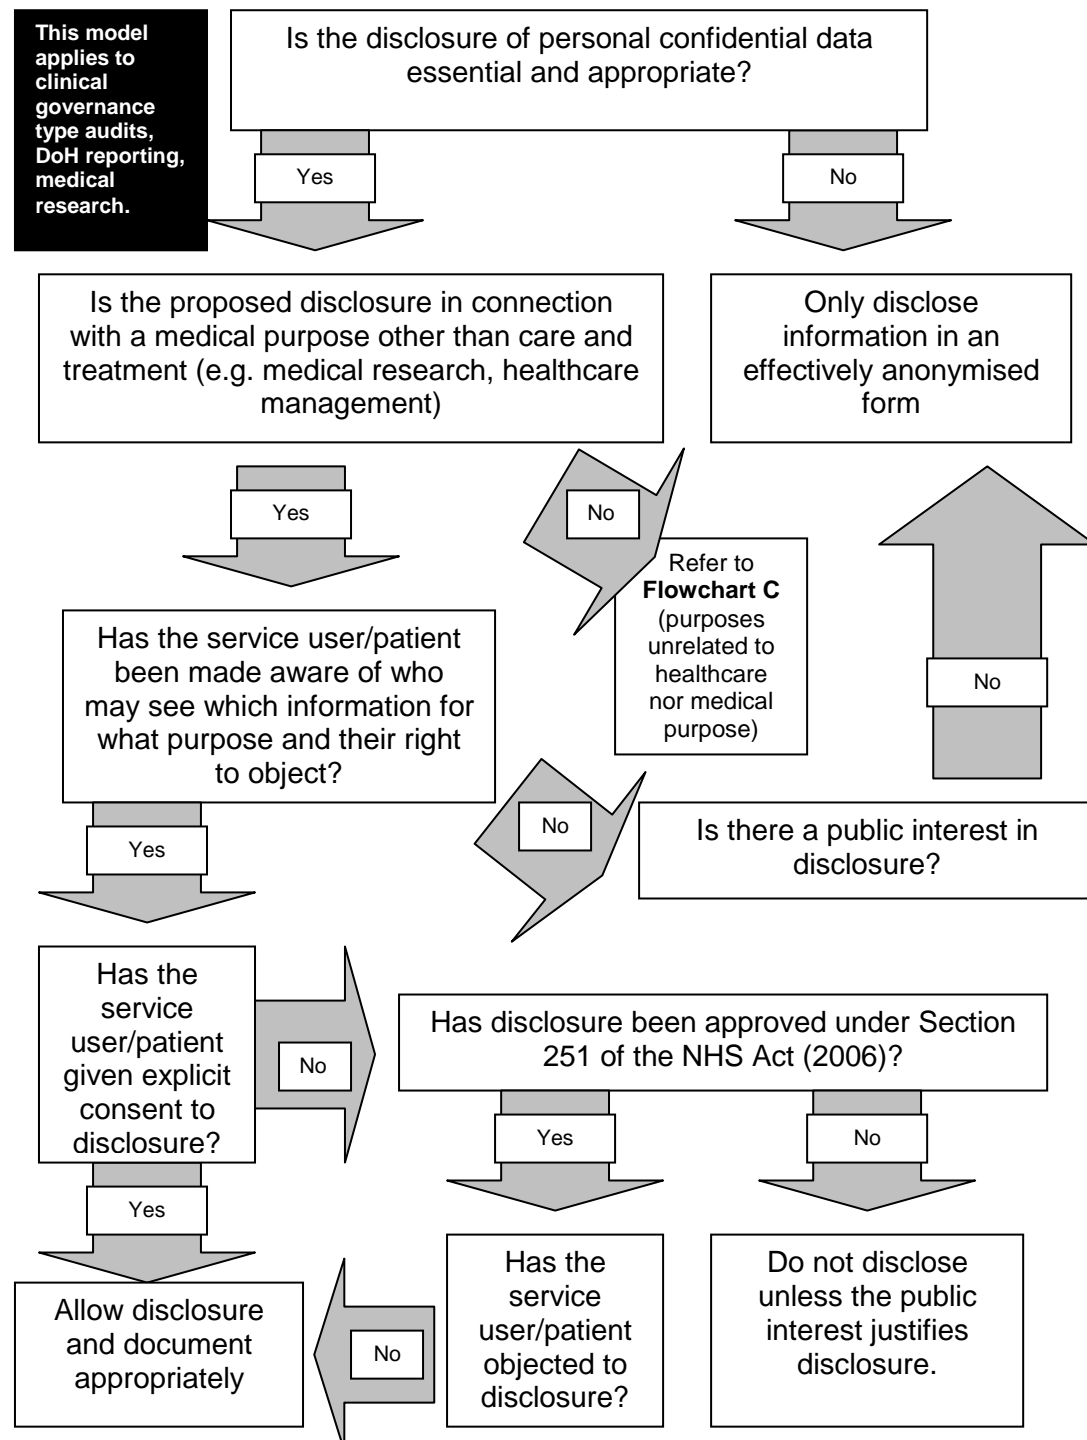 This model
applies to
clinical
governance
type audits,
DoH reporting,
medical
research.
Is the disclosure of personal confidential data
essential and appropriate?
Yes
No
Is the proposed disclosure in connection
with a medical purpose other than care and
treatment (e.g. medical research, healthcare
management)
Only disclose
information in an
effectively anonymised
form
Yes
No
Refer to
Flowchart C
(purposes
unrelated to
healthcare
nor medical
purpose)
No
Has the service user/patient
been made aware of who
may see which information for
what purpose and their right
to object?
Yes
No
Is there a public interest in
disclosure?
Has the
service
user/patient
given explicit
consent to
disclosure?
No
Has disclosure been approved under Section
251 of the NHS Act (2006)?
Yes
Yes
No
Allow disclosure
and document
appropriately
No
Has the
service
user/patient
objected to
disclosure?
Do not disclose
unless the public
interest justifies
disclosure.